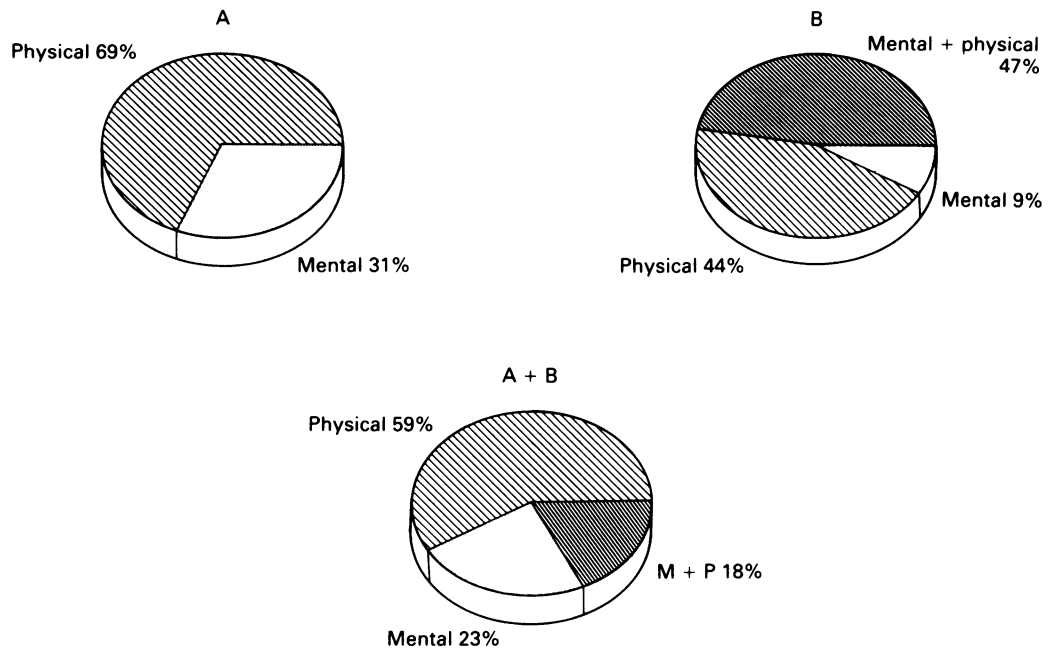 A
Physical 69%
Mental 31%
B
Mental + physical
47%
Mental 9%
Physical 44%
A + B
Physical 59%
M + P 18%
Mental 23%